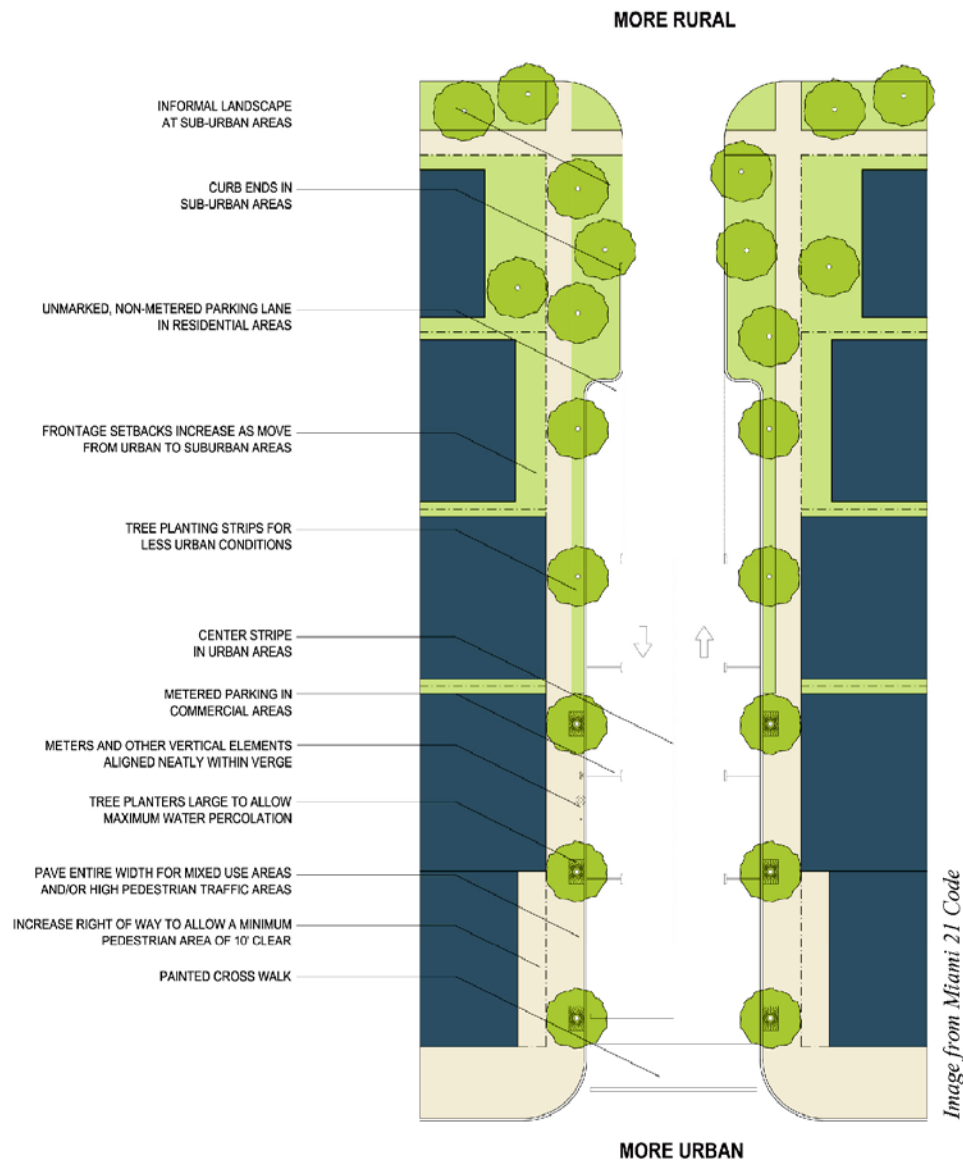 MORE RURAL
INFORMAL LANDSCAPE
AT SUB-URBAN AREAS
CURB ENDS IN
SUB-URBAN AREAS
UNMARKED, NON-METERED PARKING LANE
IN RESIDENTIAL AREAS
FRONTAGE SETBACKS INCREASE AS MOVE
FROM URBAN TO SUBURBAN AREAS
TREE PLANTING STRIPS FOR
LESS URBAN CONDITIONS
CENTER STRIPE
IN URBAN AREAS
METERED PARKING IN
COMMERCIAL AREAS
METERS AND OTHER VERTICAL ELEMENTS
ALIGNED NEATLY WITHIN VERGE
TREE PLANTERS LARGE TO ALLOW
MAXIMUM WATER PERCOLATION
PAVE ENTIRE WIDTH FOR MIXED USE AREAS
AND/OR HIGH PEDESTRIAN TRAFFIC AREAS
INCREASE RIGHT OF WAY TO ALLOW A MINIMUM
PEDESTRIAN AREA OF 10' CLEAR
PAINTED CROSS WALK
MORE URBAN
Image from Miami 21 Code